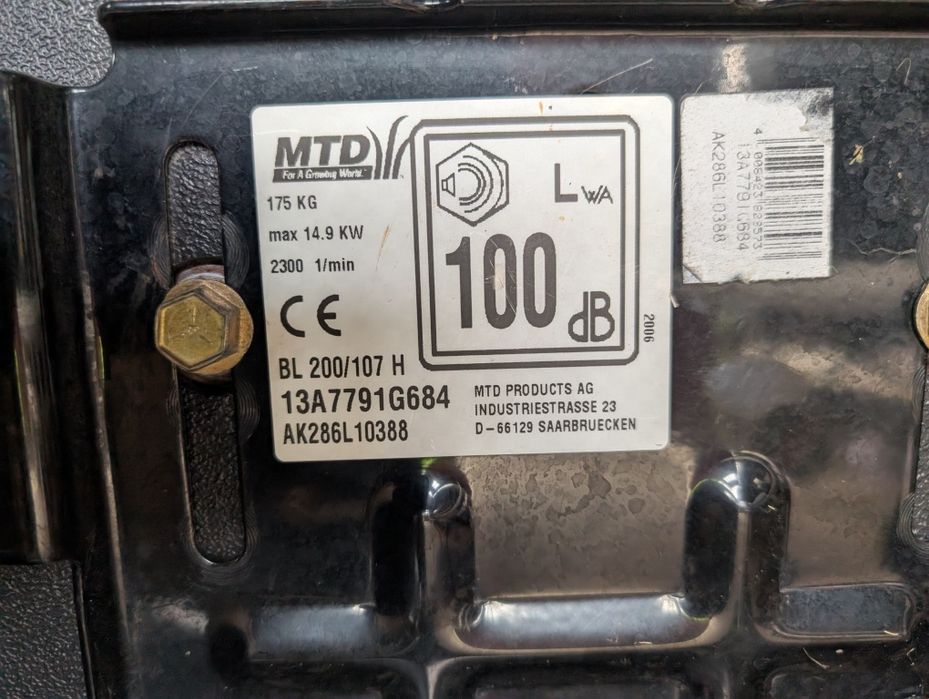 MTD
For A Growing World.
175 KG
max 14.9 KW
2300 1/min
CE
BL 200/107 H
13A7791G684
AK286L10388
LWA
100
dB
2006
MTD PRODUCTS AG
INDUSTRIESTRASSE 23
D-66129 SAARBRUECKEN
13A7791G684
AK286L10388